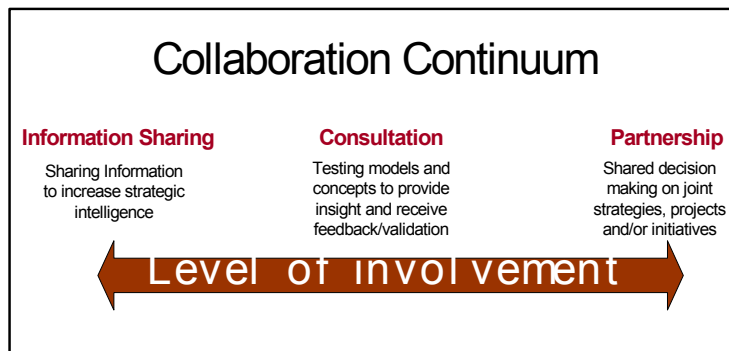 Collaboration Continuum
Information Sharing
Sharing Information
to increase strategic
intelligence
Consultation
Testing models and
concepts to provide
insight and receive
feedback/validation
Partnership
Shared decision
making on joint
strategies, projects
and/or initiatives
Level of involvement